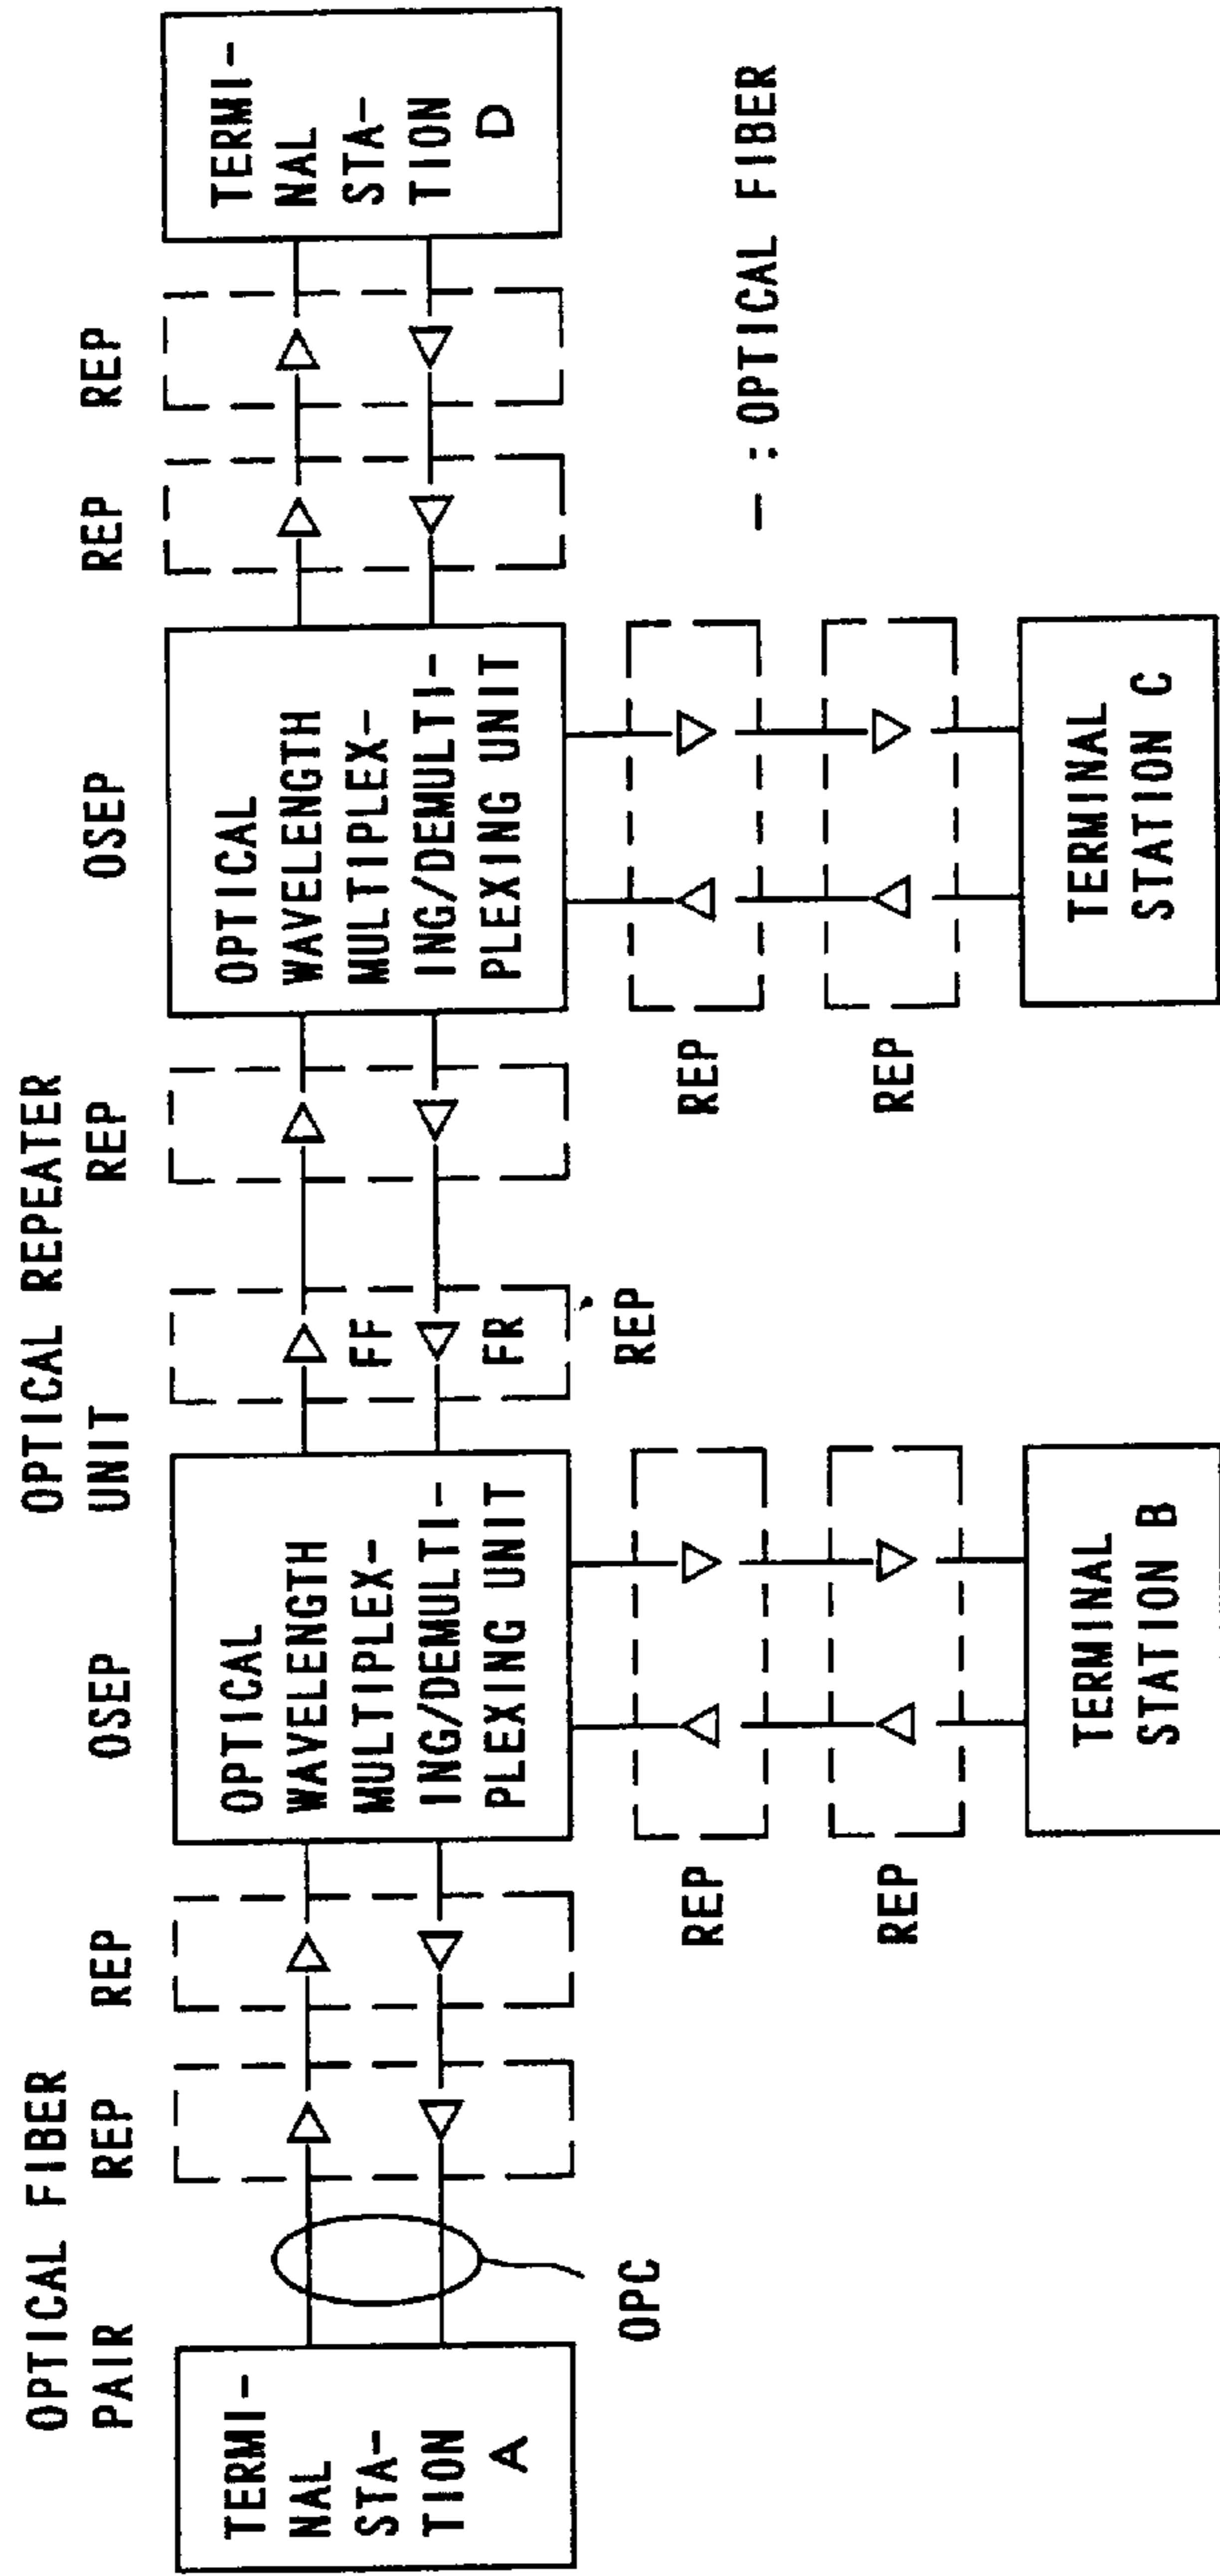 OPTICAL FIBER
PAIR
REP
REP
OSEP
OPTICAL REPEATER
UNIT
REP
OSEP
REP
REP
TERMI-
NAL
STA-
TION
A
OPC
OPTICAL
WAVELENGTH
MULTIPLEX-
ING/DEMULTI-
PLEXING UNIT
FF
FR
REP
OPTICAL
WAVELENGTH
MULTIPLEX-
ING/DEMULTI-
PLEXING UNIT
TERMI-
NAL
STA-
TION
D
REP
REP
TERMINAL
STATION B
REP
REP
TERMINAL
STATION C
— : OPTICAL FIBER